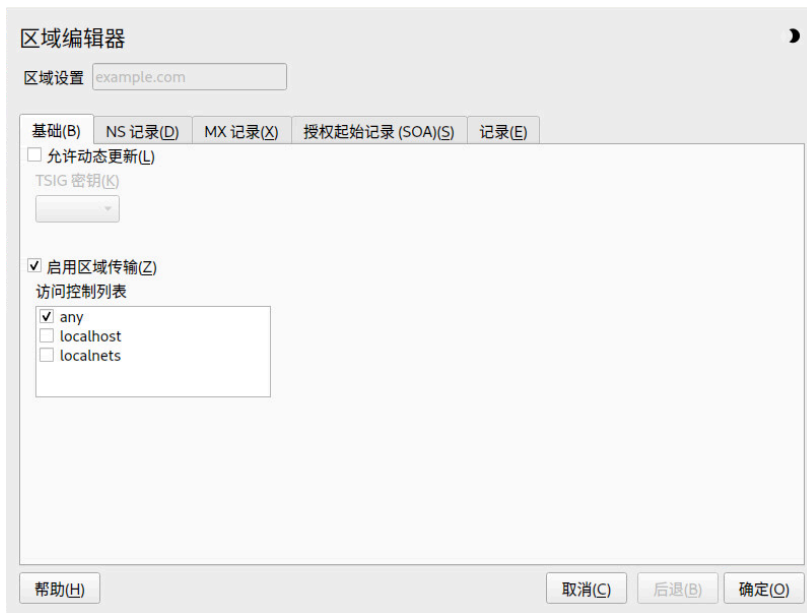 区域编辑器
区域设置 example.com
基础(B) NS 记录(D) MX 记录(X) 授权起始记录 (SOA)(S) 记录(E)
允许动态更新(L)
TSIG 密钥(K)
启用区域传输(Z)
访问控制列表
any
localhost
localnets
帮助(H) 取消(C) 后退(B) 确定(O)